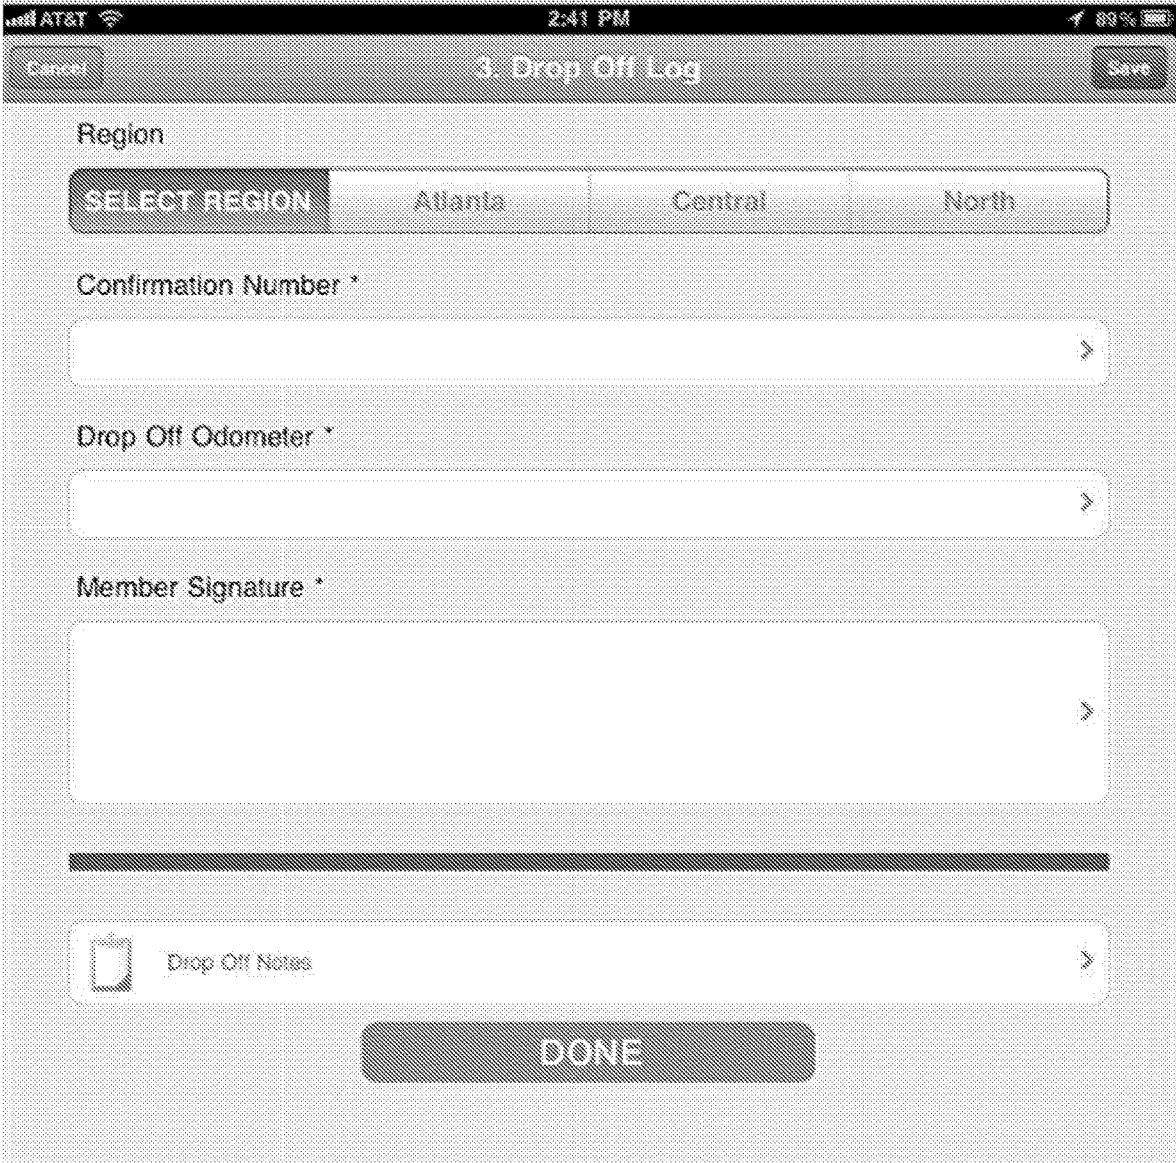 AT&T 2:41 PM 89%
Cancel 3. Drop Off Log Save
Region
SELECT REGION Atlanta Central North
Confirmation Number *
Drop Off Odometer *
Member Signature *
Drop Off Notes
DONE